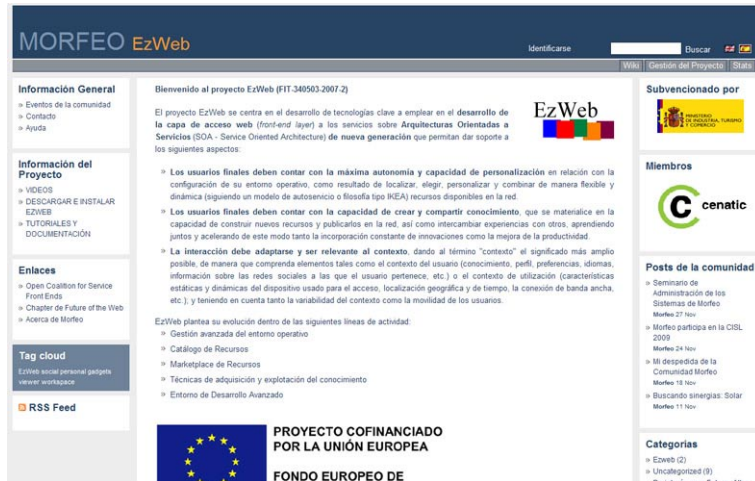 MORFEO EzWeb
Identificarse
Buscar
Wiki
Gestión del Proyecto
Stats
Información General
» Eventos de la comunidad
» Contacto
» Ayuda
Información del
Proyecto
» VIDEOS
» DESCARGAR E INSTALAR
EZWEB
» TUTORIALES Y
DOCUMENTACIÓN
Enlaces
» Open Coalition for Service
Front Ends
» Chapter de Future of the Web
» Acerca de Morfeo
Tag cloud
EzWeb social personal gadgets
viewer workspace
RSS Feed
Bienvenido al proyecto EzWeb (FIT-340503-2007-2)
El proyecto EzWeb se centra en el desarrollo de tecnologías clave a emplear en el desarrollo de
la capa de acceso web (front-end layer) a los servicios sobre Arquitecturas Orientadas a
Servicios (SOA - Service Oriented Architecture) de nueva generación que permitan dar soporte a
los siguientes aspectos:
EzWeb
» Los usuarios finales deben contar con la máxima autonomía y capacidad de personalización en relación con la
configuración de su entorno operativo, como resultado de localizar, elegir, personalizar y combinar de manera flexible y
dinámica (siguiendo un modelo de autoservicio o filosofía tipo IKEA) recursos disponibles en la red.
» Los usuarios finales deben contar con la capacidad de crear y compartir conocimiento, que se materialice en la
capacidad de construir nuevos recursos y publicarlos en la red, así como intercambiar experiencias con otros, aprendiendo
juntos y acelerando de este modo tanto la incorporación constante de innovaciones como la mejora de la productividad.
» La interacción debe adaptarse y ser relevante al contexto, dando al término "contexto" el significado más amplio
posible, de manera que comprenda elementos tales como el contexto del usuario (conocimiento, perfil, preferencias, idiomas,
información sobre las redes sociales a las que el usuario pertenece, etc.) o el contexto de utilización (características
estáticas y dinámicas del dispositivo usado para el acceso, localización geográfica y de tiempo, la conexión de banda ancha,
etc.); y teniendo en cuenta tanto la variabilidad del contexto como la movilidad de los usuarios.
EzWeb plantea su evolución dentro de las siguientes líneas de actividad:
» Gestión avanzada del entorno operativo
» Catálogo de Recursos
» Marketplace de Recursos
» Técnicas de adquisición y explotación del conocimiento
» Entorno de Desarrollo Avanzado
PROYECTO COFINANCIADO
POR LA UNIÓN EUROPEA
FONDO EUROPEO DE
Subvencionado por
MINISTERIO
DE INDUSTRIA, TURISMO
Y COMERCIO
Miembros
cenatic
Posts de la comunidad
» Seminario de
Administración de los
Sistemas de Morfeo
Morfeo 27 Nov
» Morfeo participa en la CISL
2009
Morfeo 24 Nov
» Mi despedida de la
Comunidad Morfeo
Morfeo 18 Nov
» Buscando sinergias: Solar
Morfeo 11 Nov
Categorias
» Ezweb (2)
» Uncategorized (9)